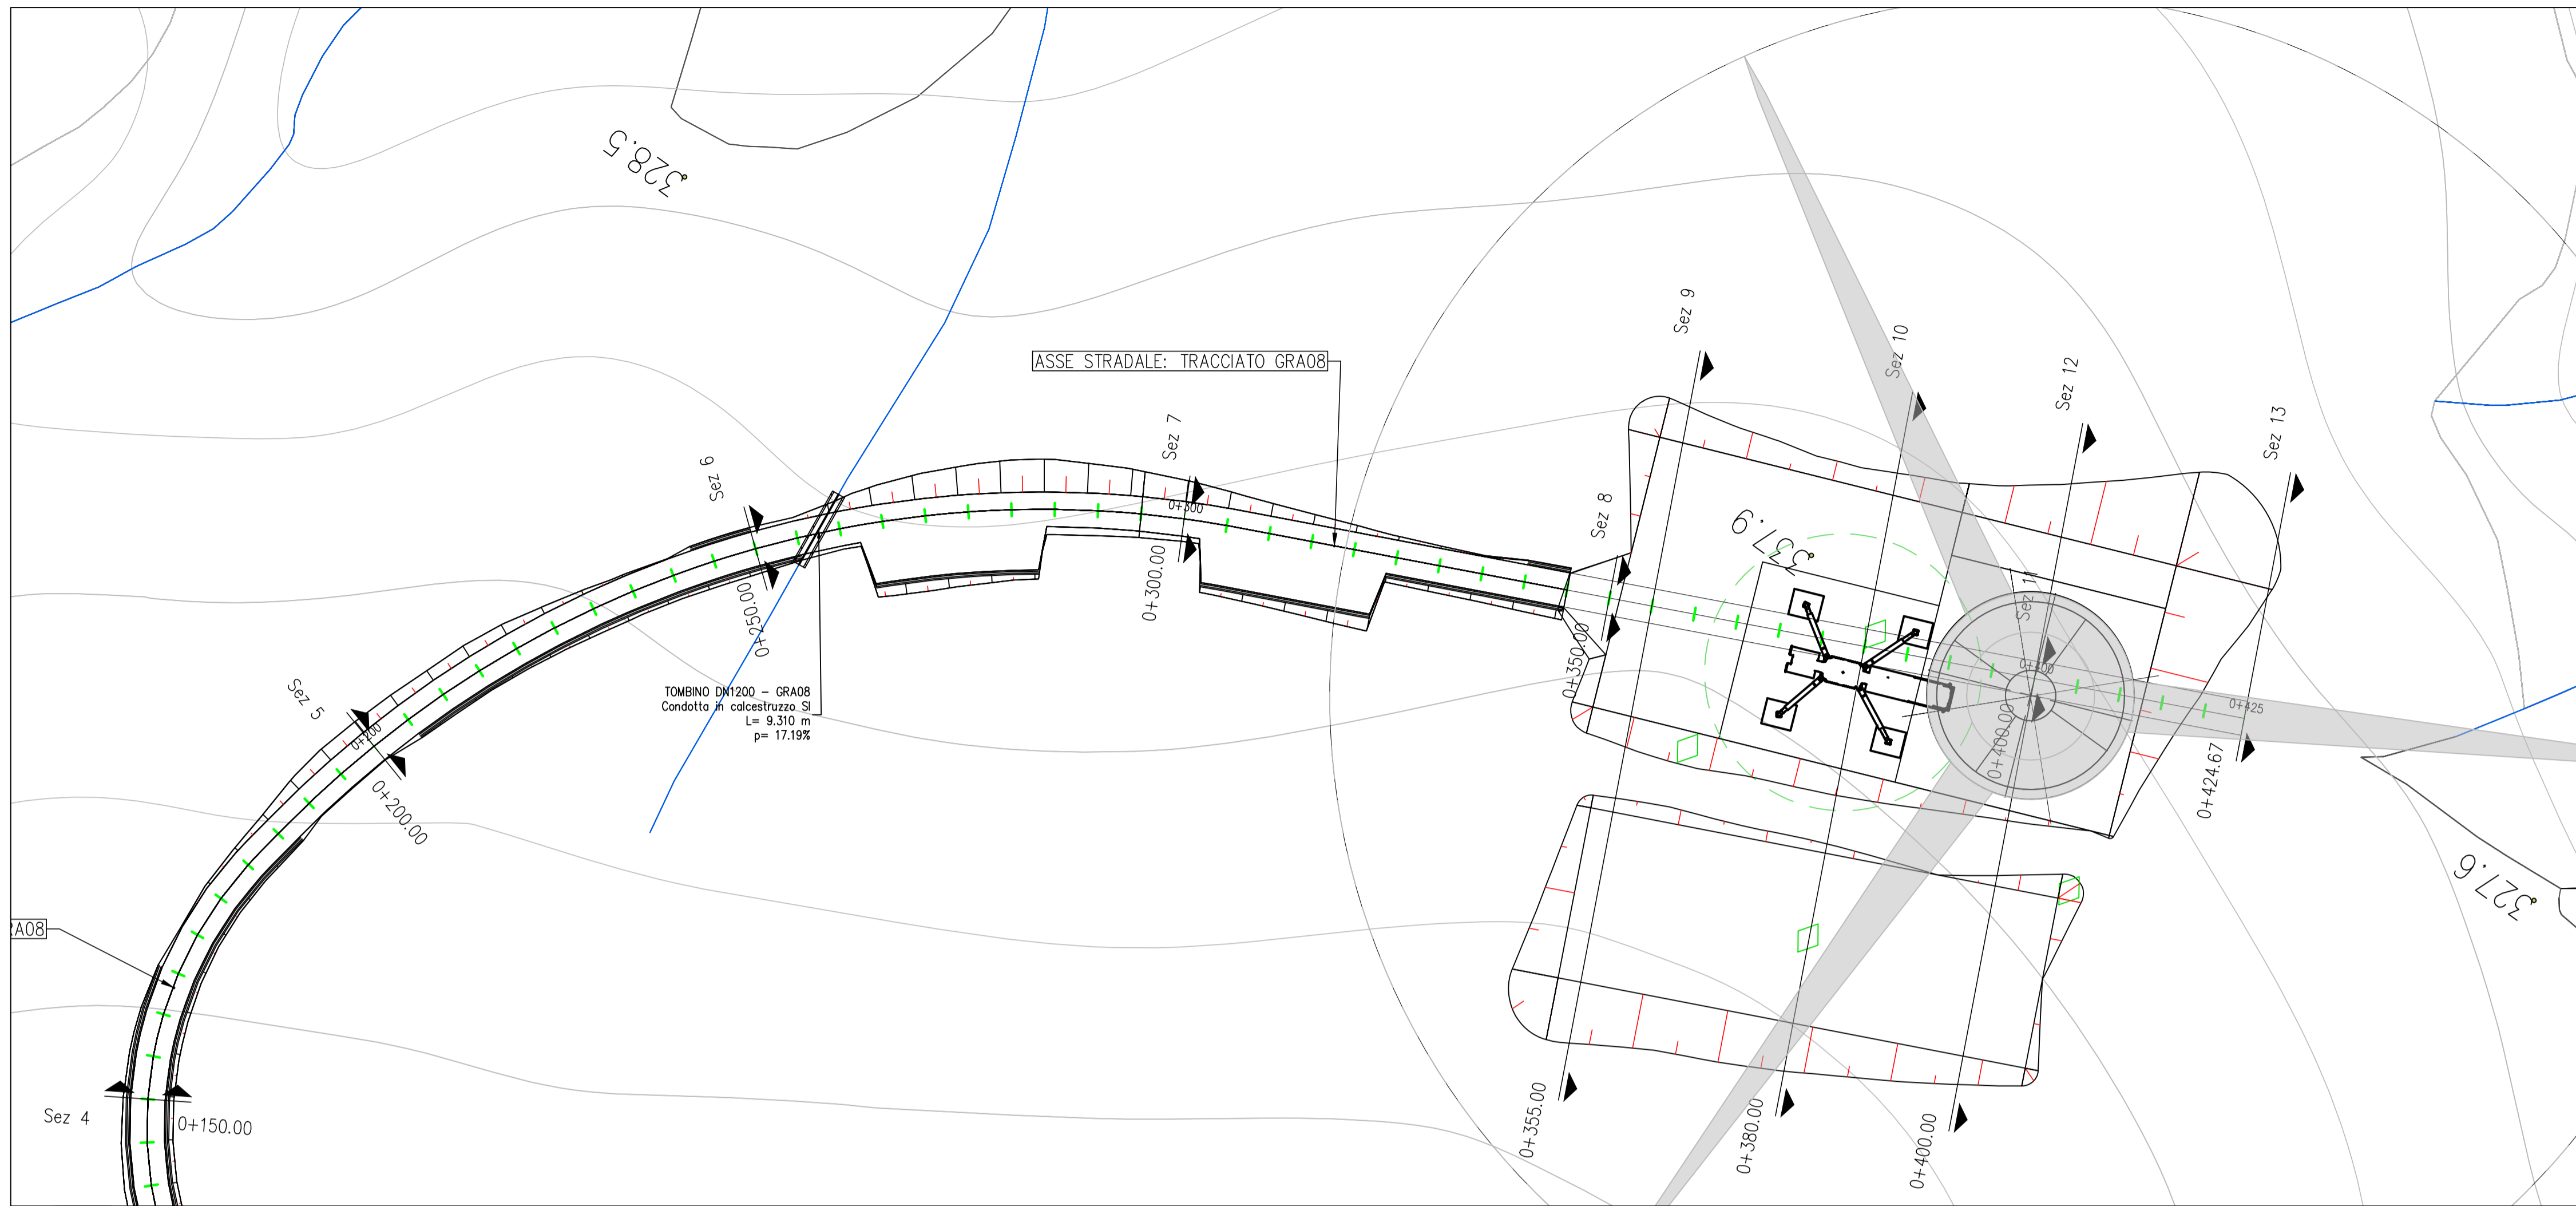 328.5
ASSE STRADALE: TRACCIATO GRA08
Sez 9
Sez 10
Sez 12
Sez 13
Sez 7
Sez 6
0+300
Sez 8
337.9
0+300.00
0+250.00
Sez 11
0+350.00
0+400
Sez 5
0+200
TOMBINO DN1200 - GRA08
Condotta in calcestruzzo SI
L= 9.310 m
p= 17.19%
0+425
0+400.00
0+424.67
0+200.00
327.6
RA08
Sez 4
0+150.00
0+355.00
0+380.00
0+400.00